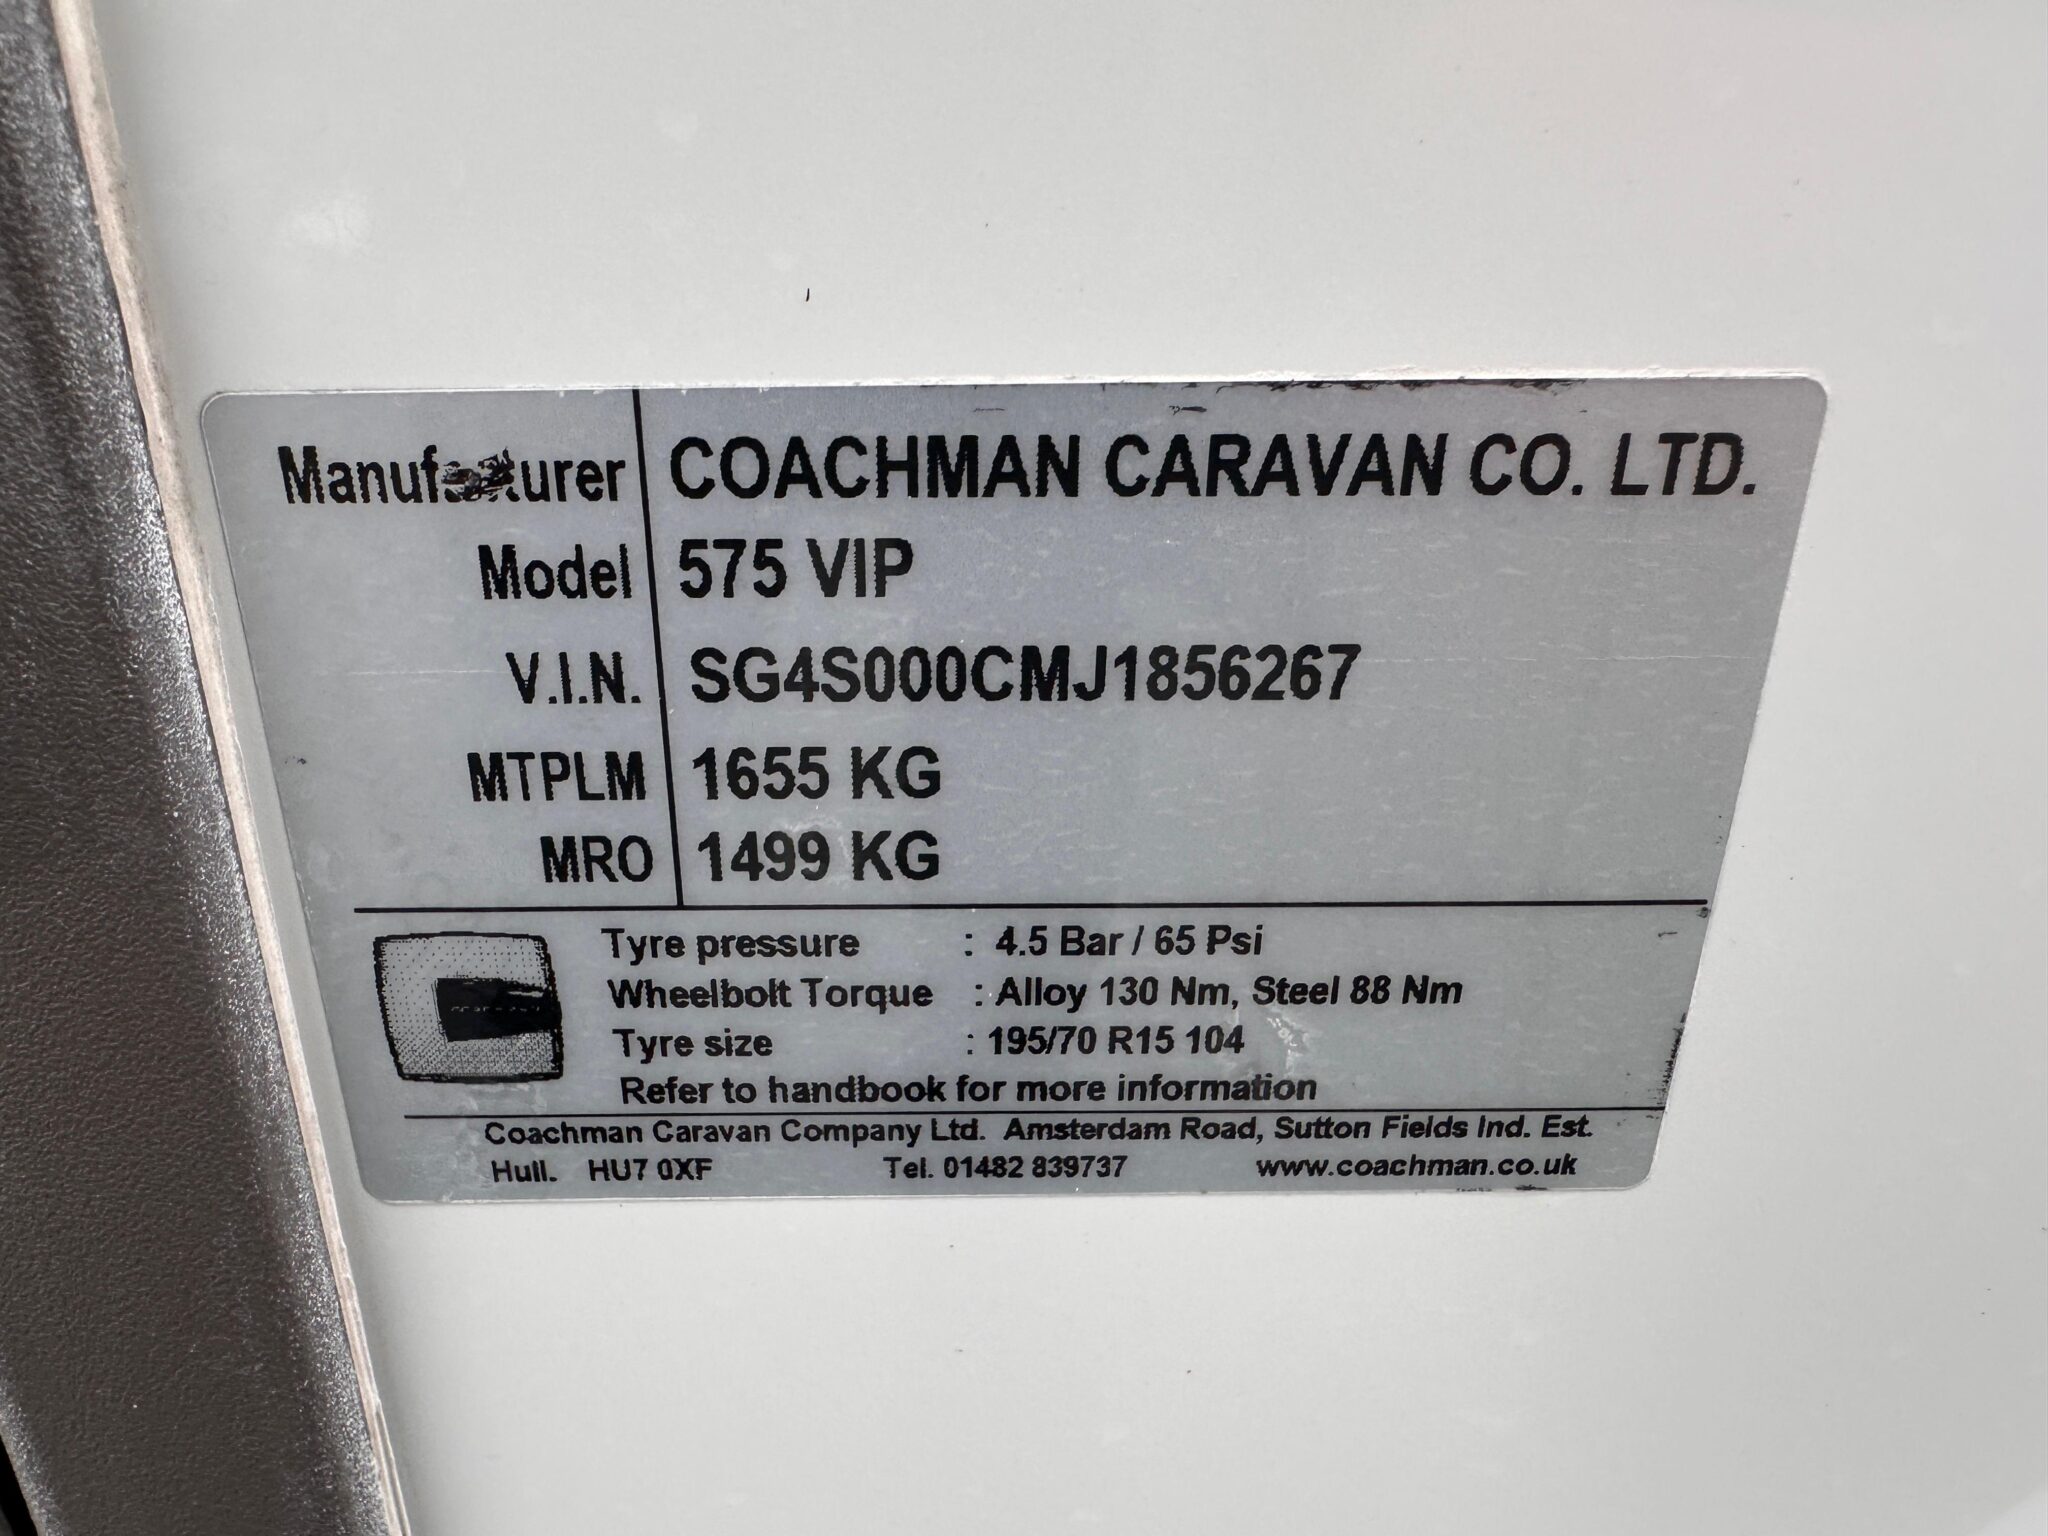 Manufacturer COACHMAN CARAVAN CO. LTD.
Model 575 VIP
V.I.N. SG4S000CMJ1856267
MTPLM 1655 KG
MRO 1499 KG
Tyre pressure : 4.5 Bar / 65 Psi
Wheelbolt Torque : Alloy 130 Nm, Steel 88 Nm
Tyre size : 195/70 R15 104
Refer to handbook for more information
Coachman Caravan Company Ltd. Amsterdam Road, Sutton Fields Ind. Est.
Hull. HU7 0XF Tel. 01482 839737 www.coachman.co.uk